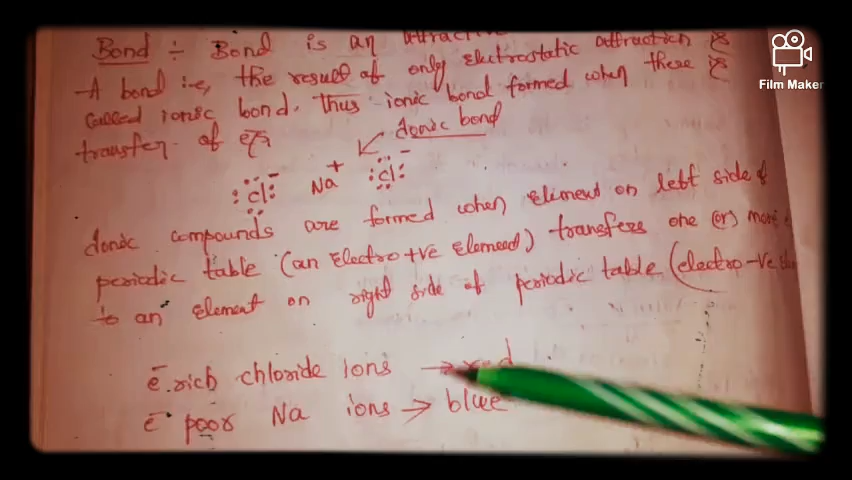 Bond ÷ Bond is an attractive
A bond i.e, the result of only electrostatic attraction is
called ionic bond. Thus ionic bond formed when there is
transfer of
Ionic bond
:Cl:⁻ Na⁺ :Cl:⁻
Ionic compounds are formed when element on left side of
periodic table (an Electro+ve Element) transfers one (or) more
to an element on right side of periodic table (electro-ve
e⁻ rich chloride ions → red
e⁻ poor Na ions → blue
Film Maker